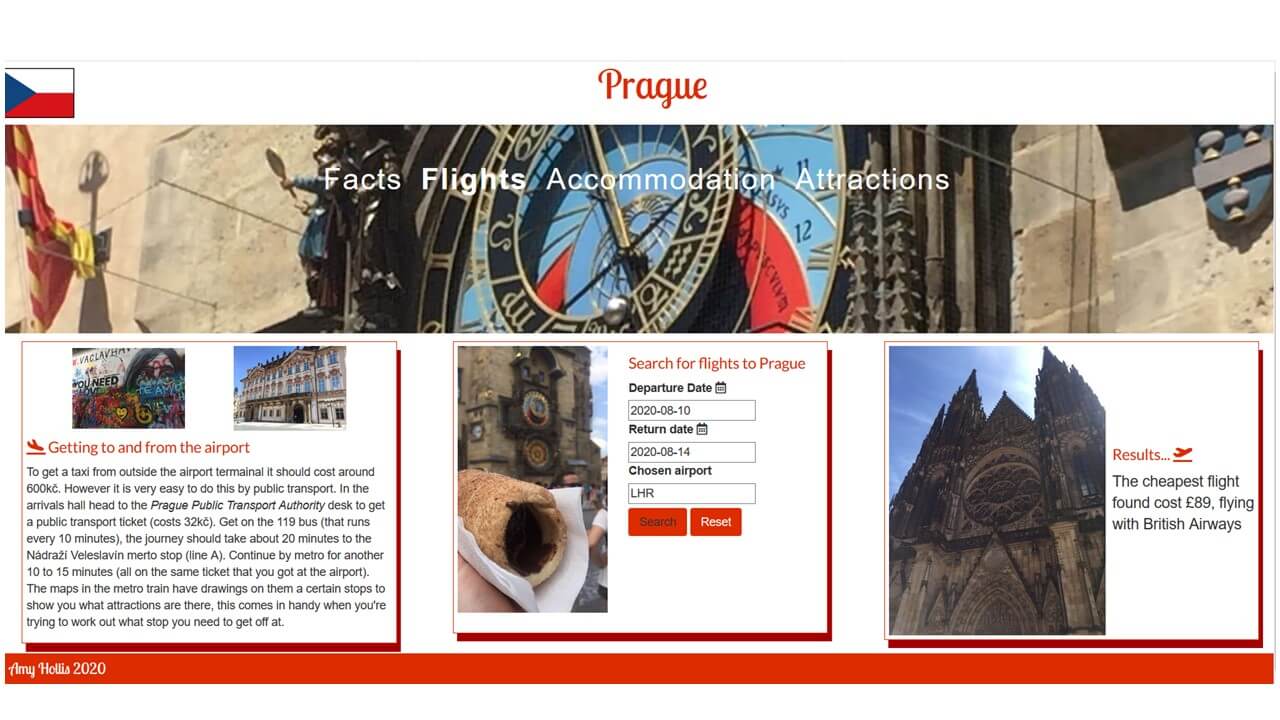 Prague
Facts Flights Accommodation Attractions
11
12
VACLAV HAV
YOU NEED
LOVE
Getting to and from the airport
To get a taxi from outside the airport termainal it should cost around
600kč. However it is very easy to do this by public transport. In the
arrivals hall head to the Prague Public Transport Authority desk to get
a public transport ticket (costs 32kč). Get on the 119 bus (that runs
every 10 minutes), the journey should take about 20 minutes to the
Nádraží Veleslavín merto stop (line A). Continue by metro for another
10 to 15 minutes (all on the same ticket that you got at the airport).
The maps in the metro train have drawings on them a certain stops to
show you what attractions are there, this comes in handy when you're
trying to work out what stop you need to get off at.
Search for flights to Prague
Departure Date
2020-08-10
Return date
2020-08-14
Chosen airport
LHR
Search Reset
Results...
The cheapest flight
found cost £89, flying
with British Airways
Amy Hollis 2020